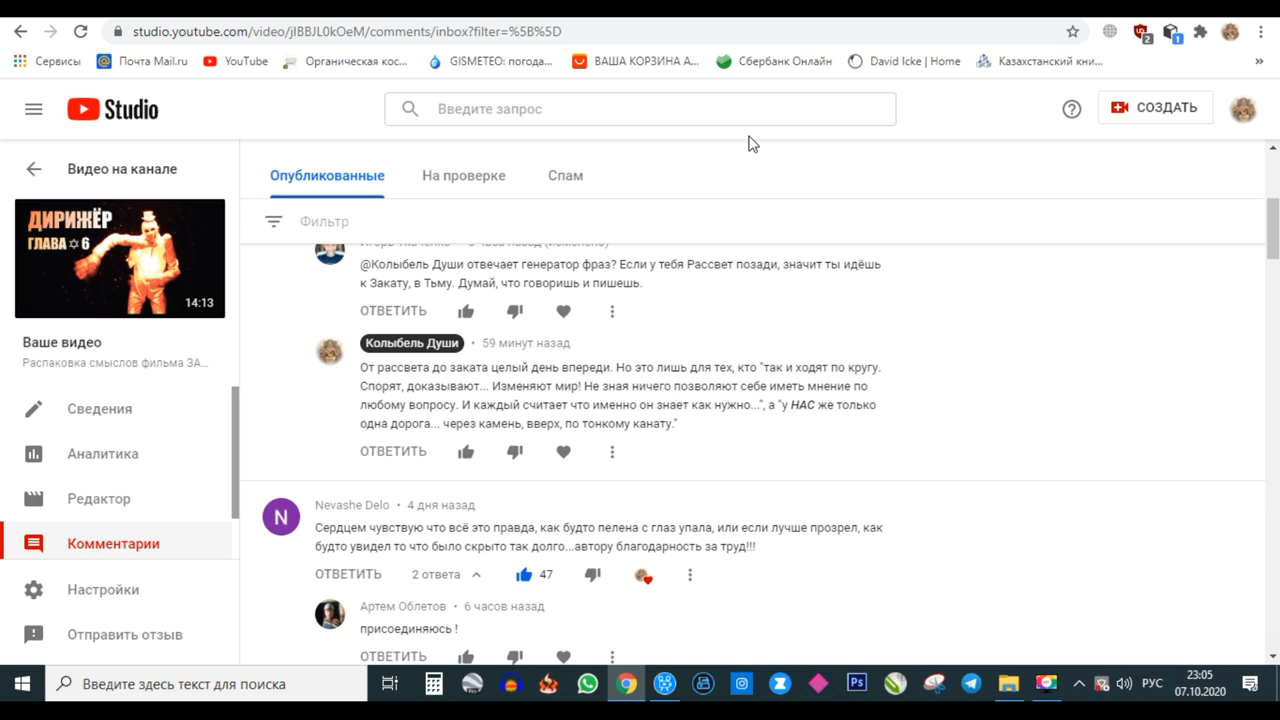 studio.youtube.com/video/jIBBJL0kOeM/comments/inbox?filter=%5B%5D
2
1
Сервисы
Почта Mail.ru
YouTube
Органическая кос...
GISMETEO: погода...
ВАША КОРЗИНА A...
Сбербанк Онлайн
David Icke | Home
Казахстанский кни...
»
Studio
Введите запрос
СОЗДАТЬ
Видео на канале
ДИРИЖЁР
ГЛАВА✡6
14:13
Ваше видео
Распаковка смыслов фильма ЗА...
Сведения
Аналитика
Редактор
Комментарии
Настройки
Отправить отзыв
Опубликованные
На проверке
Спам
Фильтр
@Колыбель Души отвечает генератор фраз? Если у тебя Рассвет позади, значит ты идёшь
к Закату, в Тьму. Думай, что говоришь и пишешь.
ОТВЕТИТЬ
Колыбель Души • 59 минут назад
От рассвета до заката целый день впереди. Но это лишь для тех, кто "так и ходят по кругу.
Спорят, доказывают... Изменяют мир! Не зная ничего позволяют себе иметь мнение по
любому вопросу. И каждый считает что именно он знает как нужно...", а "у НАС же только
одна дорога... через камень, вверх, по тонкому канату."
ОТВЕТИТЬ
N
Nevashe Delo • 4 дня назад
Сердцем чувствую что всё это правда, как будто пелена с глаз упала, или если лучше прозрел, как
будто увидел то что было скрыто так долго...автору благодарность за труд!!!
ОТВЕТИТЬ 2 ответа 47
Артем Облетов • 6 часов назад
присоединяюсь !
ОТВЕТИТЬ
Введите здесь текст для поиска
Ps
РУС
23:05
07.10.2020